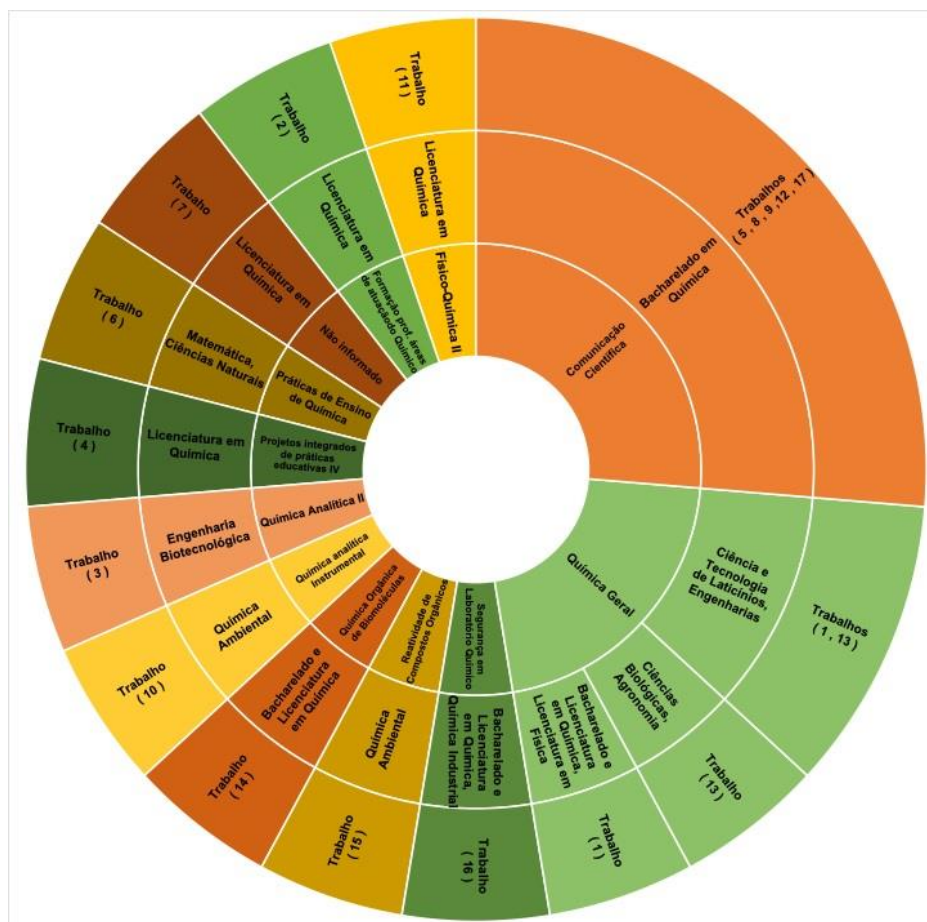 Trabalhos
( 5 , 8 , 9 ,12 , 17 )
Bacharelado em
Química
Comunicação
Científica
Trabalhos
( 1 , 13 )
Ciência e
Tecnologia
de Laticínios,
Engenharias
Química Geral
Trabalho
( 13 )
Ciências
Biológicas,
Agronomia
Trabalho
( 1 )
Bacharelado e
Licenciatura
em Química,
Licenciatura em
Física
Trabalho
( 16 )
Bacharelado e
Licenciatura
em Química,
Química Industrial
Segurança em
Laboratório Químico
Trabalho
( 15 )
Química
Ambiental
Reatividade de
Compostos Orgânicos
Trabalho
( 14 )
Bacharelado e
Licenciatura
em Química
Química Orgânica
de Biomoléculas
Trabalho
( 10 )
Química
Ambiental
Química analítica
Instrumental
Trabalho
( 3 )
Engenharia
Biotecnológica
Química Analítica II
Trabalho
( 4 )
Licenciatura em
Química
Projetos integrados
de práticas
educativas IV
Trabalho
( 6 )
Matemática,
Ciências Naturais
Práticas de Ensino
de Química
Trabaho
( 7 )
Licenciatura em
Química
Não informado
Trabalho
( 2 )
Licenciatura em
Química
Formação prof. áreas
de atuaçãodo Químico
Trabalho
( 11 )
Licenciatura em
Química
Físico-Química II